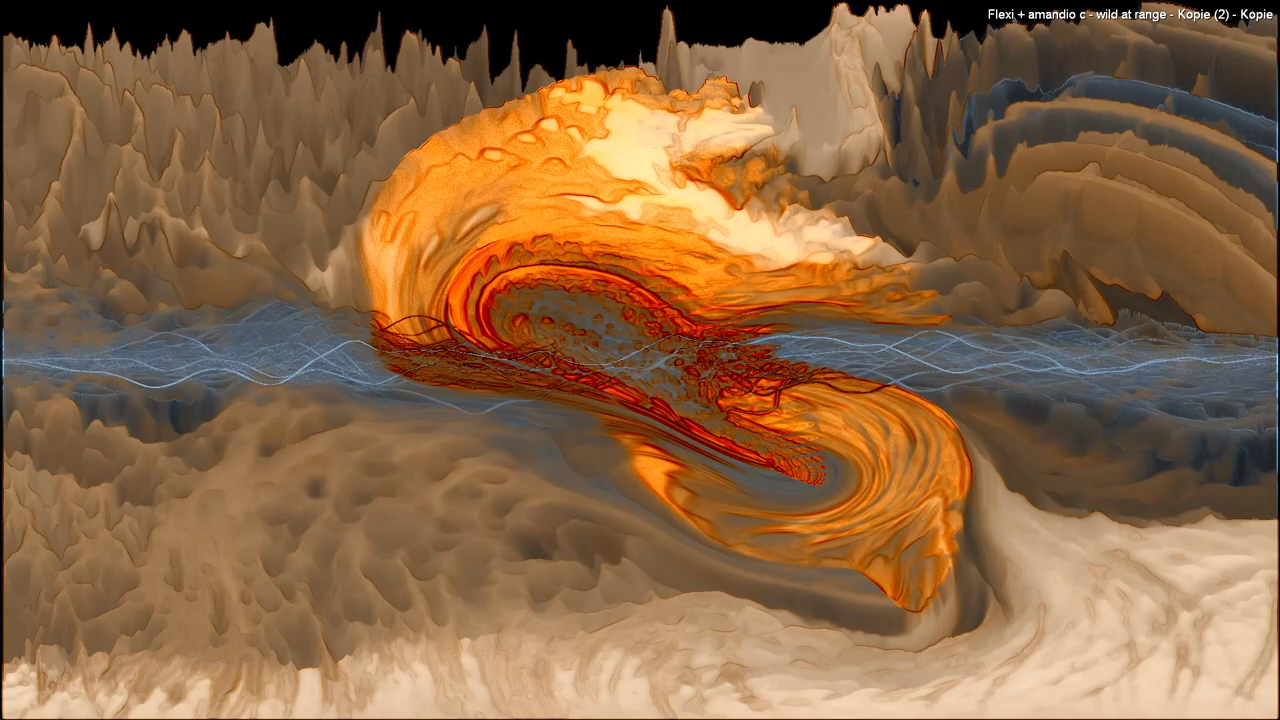 Flexi + amandio c - wild at range - Kopie (2) - Kopie